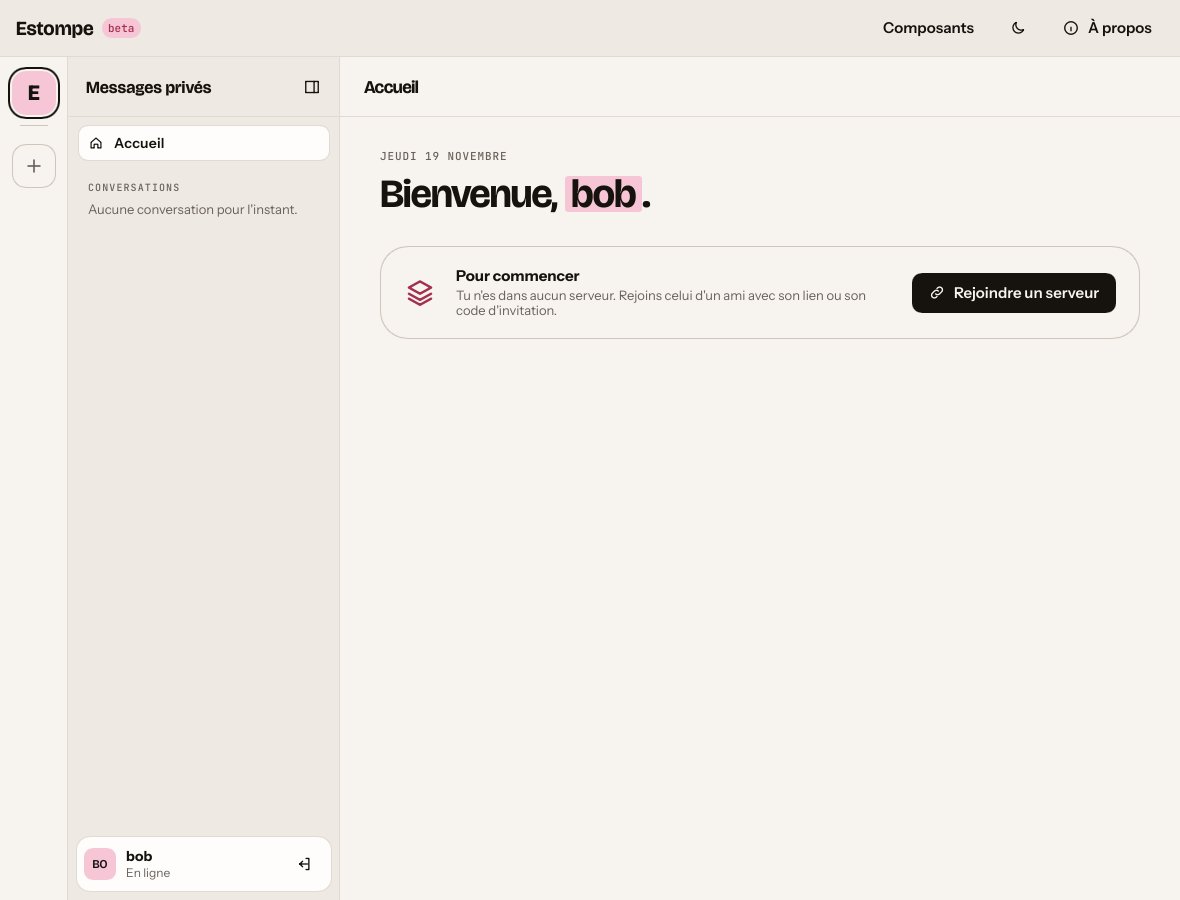 Estompe beta
Composants
À propos
E
Messages privés
Accueil
CONVERSATIONS
Aucune conversation pour l'instant.
Accueil
JEUDI 19 NOVEMBRE
Bienvenue, bob.
Pour commencer
Tu n'es dans aucun serveur. Rejoins celui d'un ami avec son lien ou son
code d'invitation.
Rejoindre un serveur
BO
bob
En ligne